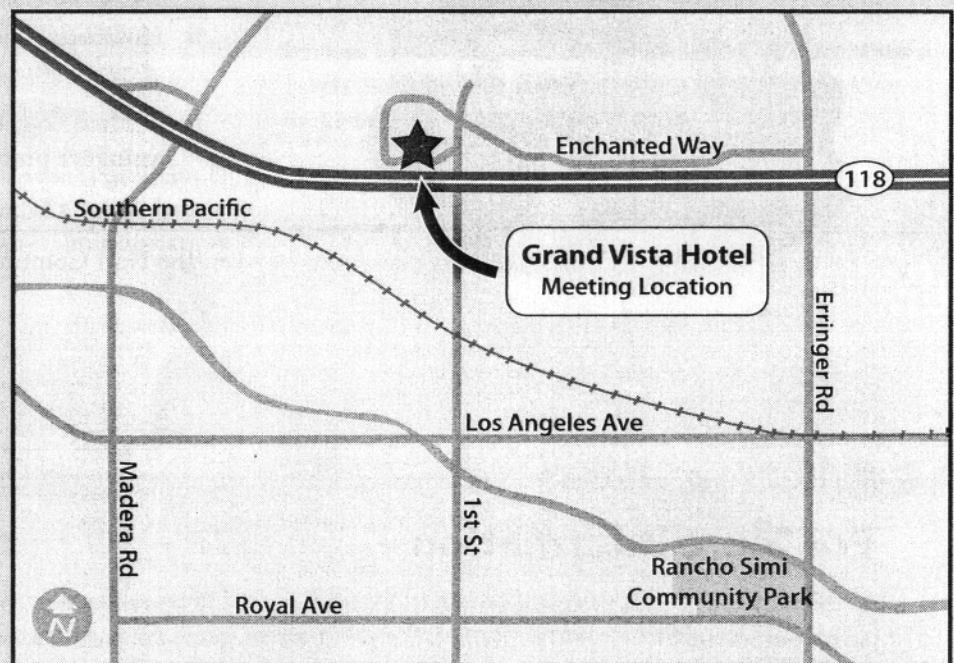 Enchanted Way
118
Southern Pacific
Grand Vista Hotel
Meeting Location
Erringer Rd
Los Angeles Ave
Madera Rd
1st St
Rancho Simi
Community Park
Royal Ave
N